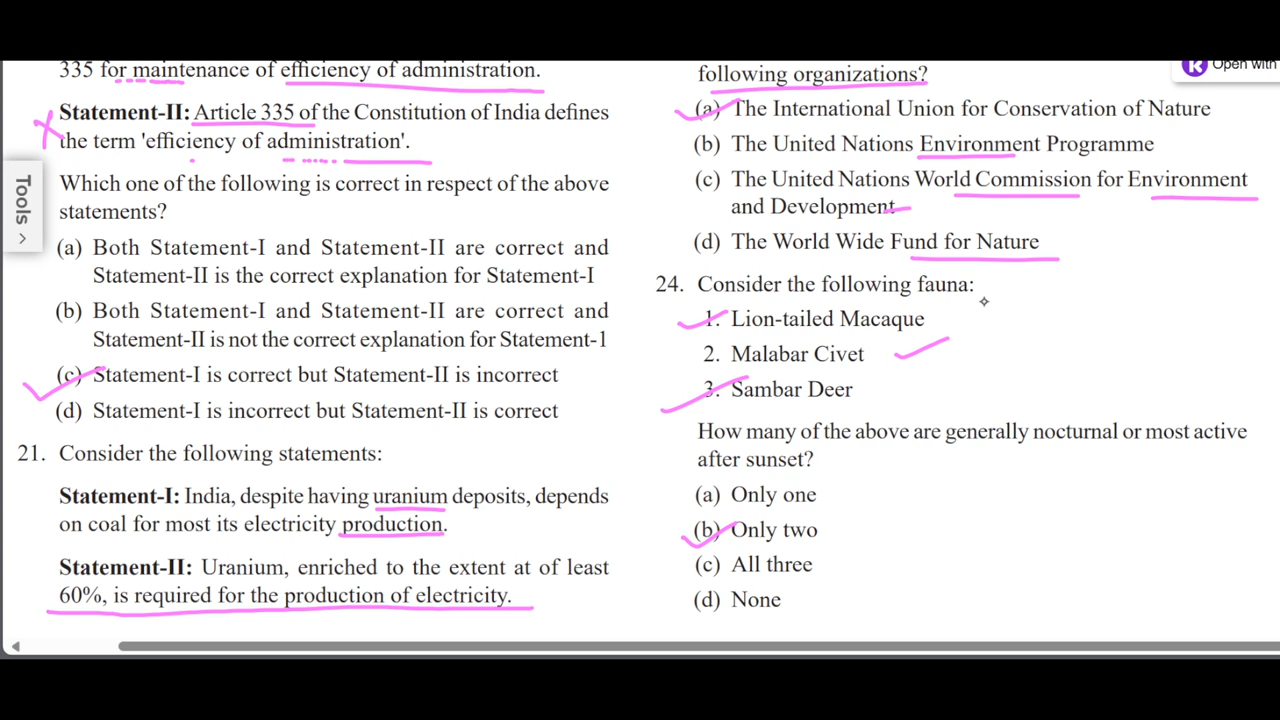 335 for maintenance of efficiency of administration.
Statement-II: Article 335 of the Constitution of India defines
the term 'efficiency of administration'.
Which one of the following is correct in respect of the above
statements?
(a) Both Statement-I and Statement-II are correct and
Statement-II is the correct explanation for Statement-I
(b) Both Statement-I and Statement-II are correct and
Statement-II is not the correct explanation for Statement-1
(c) Statement-I is correct but Statement-II is incorrect
(d) Statement-I is incorrect but Statement-II is correct
21. Consider the following statements:
Statement-I: India, despite having uranium deposits, depends
on coal for most its electricity production.
Statement-II: Uranium, enriched to the extent at of least
60%, is required for the production of electricity.
following organizations?
(a) The International Union for Conservation of Nature
(b) The United Nations Environment Programme
(c) The United Nations World Commission for Environment
and Development
(d) The World Wide Fund for Nature
24. Consider the following fauna:
1. Lion-tailed Macaque
2. Malabar Civet
3. Sambar Deer
How many of the above are generally nocturnal or most active
after sunset?
(a) Only one
(b) Only two
(c) All three
(d) None
Tools
K Open with